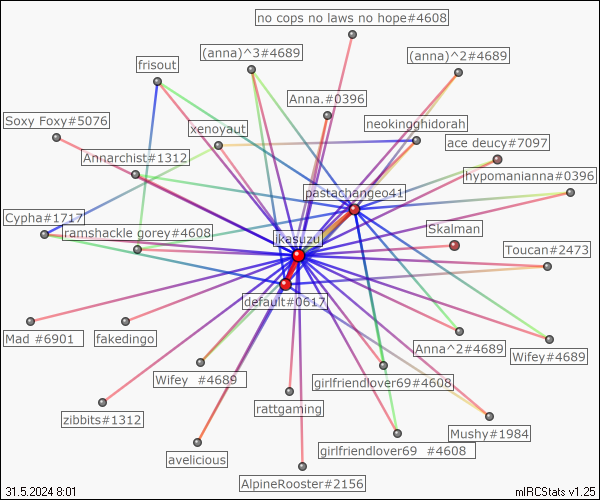 no cops no laws no hope#4608
(anna)^3#4689
(anna)^2#4689
frisout
Anna.#0396
Soxy Foxy#5076
xenoyaut
neokingghidorah
ace deucy#7097
Annarchist#1312
hypomanianna#0396
pastachandeo41
Cypha#1717
ramshackle gorey#4608
Skalman
ikasuzu
Toucan#2473
default#0617
Mad #6901
fakedingo
Anna^2#4689
Wifey#4689
Wifey #4689
girlfriendlover69#4608
zibbits#1312
rattgaming
Mushy#1984
girlfriendlover69 #4608
avelicious
AlpineRooster#2156
31.5.2024 8:01
mIRCStats v1.25